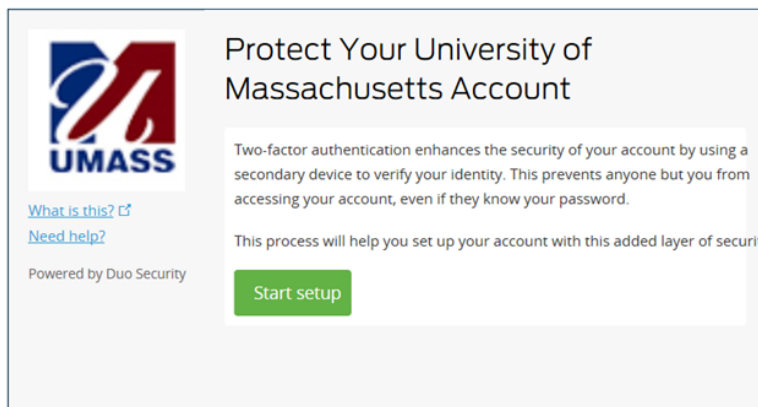 UMASS
What is this?
Need help?
Powered by Duo Security
Protect Your University of
Massachusetts Account
Two-factor authentication enhances the security of your account by using a
secondary device to verify your identity. This prevents anyone but you from
accessing your account, even if they know your password.
This process will help you set up your account with this added layer of securi
Start setup